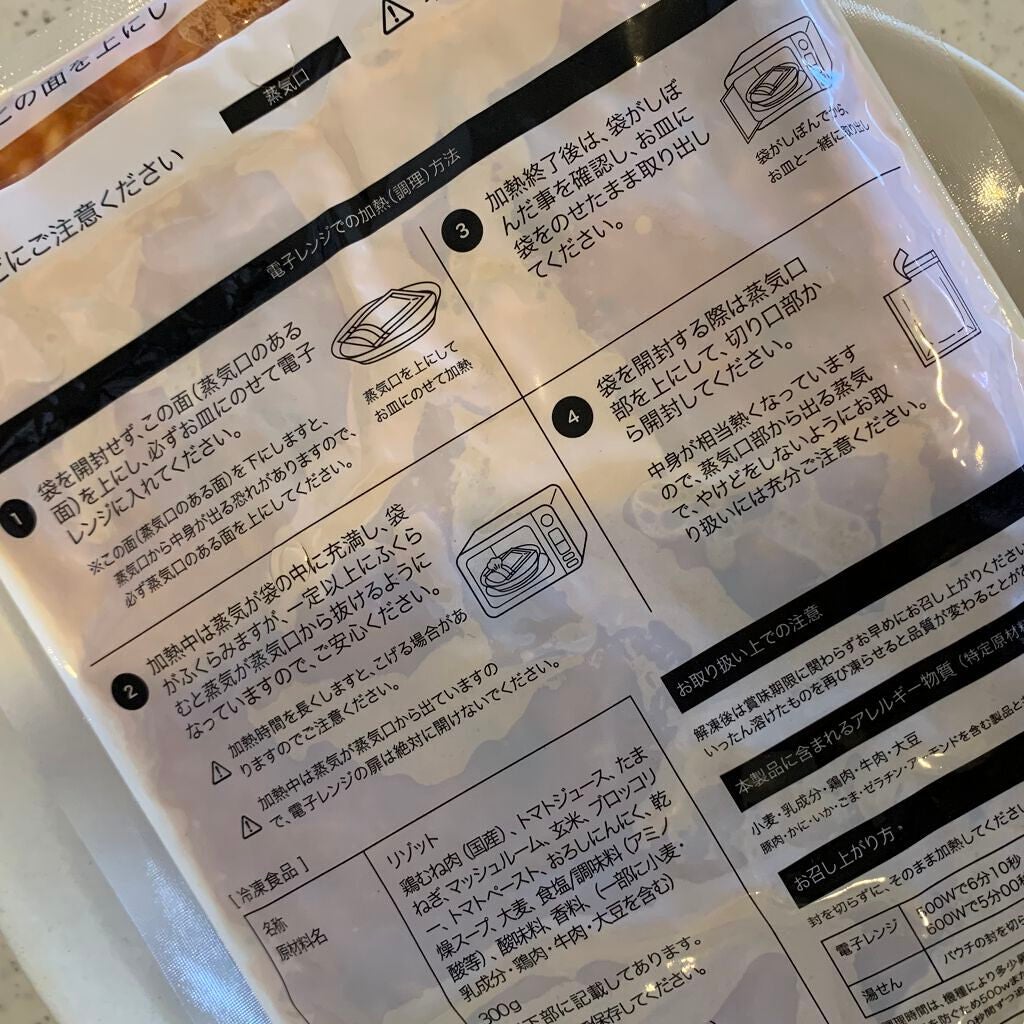 この面を上にし
蒸気口
にご注意ください
電子レンジでの加熱(調理)方法
1
袋を開封せず、この面(蒸気口のある
面)を上にし、必ずお皿にのせて電子
レンジに入れてください。
※この面(蒸気口のある面)を下にしますと、
蒸気口から中身が出る恐れがありますので、
必ず蒸気口のある面を上にしてください。
蒸気口を上にして
お皿にのせて加熱
2
加熱中は蒸気が袋の中に充満し、袋
がふくらみますが、一定以上にふくら
むと蒸気が蒸気口から抜けるように
なっていますので、ご安心ください。
加熱時間を長くしますと、こげる場合があ
りますのでご注意ください。
加熱中は蒸気が蒸気口から出ていますの
で、電子レンジの扉は絶対に開けないでください。
3
加熱終了後は、袋がしぼ
んだ事を確認し、お皿に
袋をのせたまま取り出し
てください。
袋がしぼんでから、
お皿と一緒に取り出し
4
袋を開封する際は蒸気口
部を上にして、切り口部か
ら開封してください。
中身が相当熱くなっています
ので、蒸気口部から出る蒸気
で、やけどをしないようにお取
り扱いには充分ご注意ください。
[冷凍食品]
名称
リゾット
原材料名
鶏むね肉(国産)、トマトジュース、たま
ねぎ、マッシュルーム、玄米、ブロッコリ
ー、トマトペースト、おろしにんにく、乾
燥スープ、大麦、食塩/調味料(アミノ
酸等)、酸味料、香料、(一部に小麦・
乳成分・鶏肉・牛肉・大豆を含む)
300g
下部に記載してあります。
保存してください。
お取り扱い上での注意
解凍後は賞味期限に関わらずお早めにお召し上がりください
いったん溶けたものを再び凍らせると品質が変わることが
本製品に含まれるアレルギー物質(特定原材料
小麦・乳成分・鶏肉・牛肉・大豆
豚肉・かに・いか・ごま・ゼラチン・アーモンドを含む製品と
お召し上がり方・
封を切らずに、そのまま加熱してくださ
電子レンジ
500Wで6分10秒
600Wで5分00秒
湯せん
パウチの封を切ら
理時間は、機種により多少異